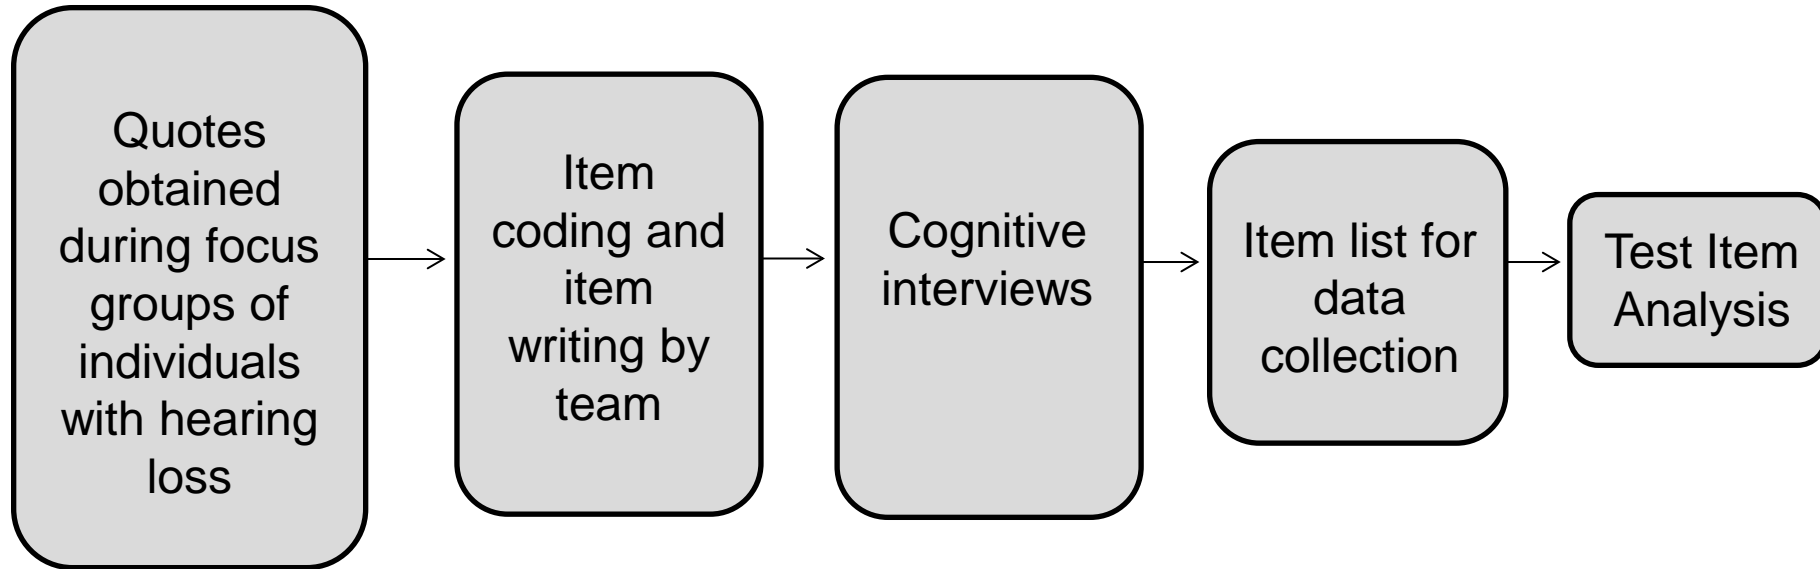 Quotes
obtained
during focus
groups of
individuals
with hearing
loss
Item
coding and
item
writing by
team
Cognitive
interviews
Item list for
data
collection
Test Item
Analysis